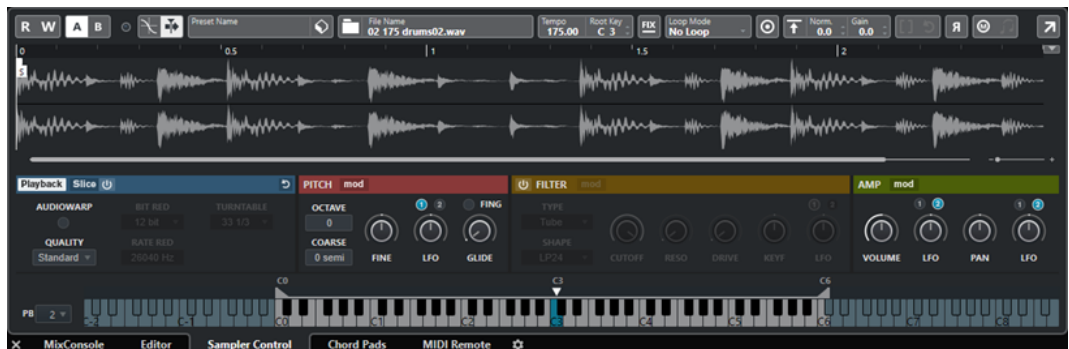 R W A B Preset Name File Name Tempo Root Key FIX Loop Mode Norm. Gain
02 175 drums02.wav 175.00 C 3 No Loop 0.0 0.0 Я M
0 0.5 1 1.5 2
S
Playback Slice PITCH mod FILTER mod AMP mod
AUDIOWARP BIT RED TURNTABLE OCTAVE 1 2 FING TYPE 1 2 1 2 1 2
12 bit 33 1/3 0 Tube
QUALITY RATE RED COARSE SHAPE
Standard 26040 Hz 0 semi FINE LFO GLIDE LP24 CUTOFF RESO DRIVE KEYF LFO VOLUME LFO PAN LFO
C0 C3 C6
PB 2
C-2 C-1 C0 C1 C2 C3 C4 C5 C6 C7 C8
MixConsole Editor Sampler Control Chord Pads MIDI Remote